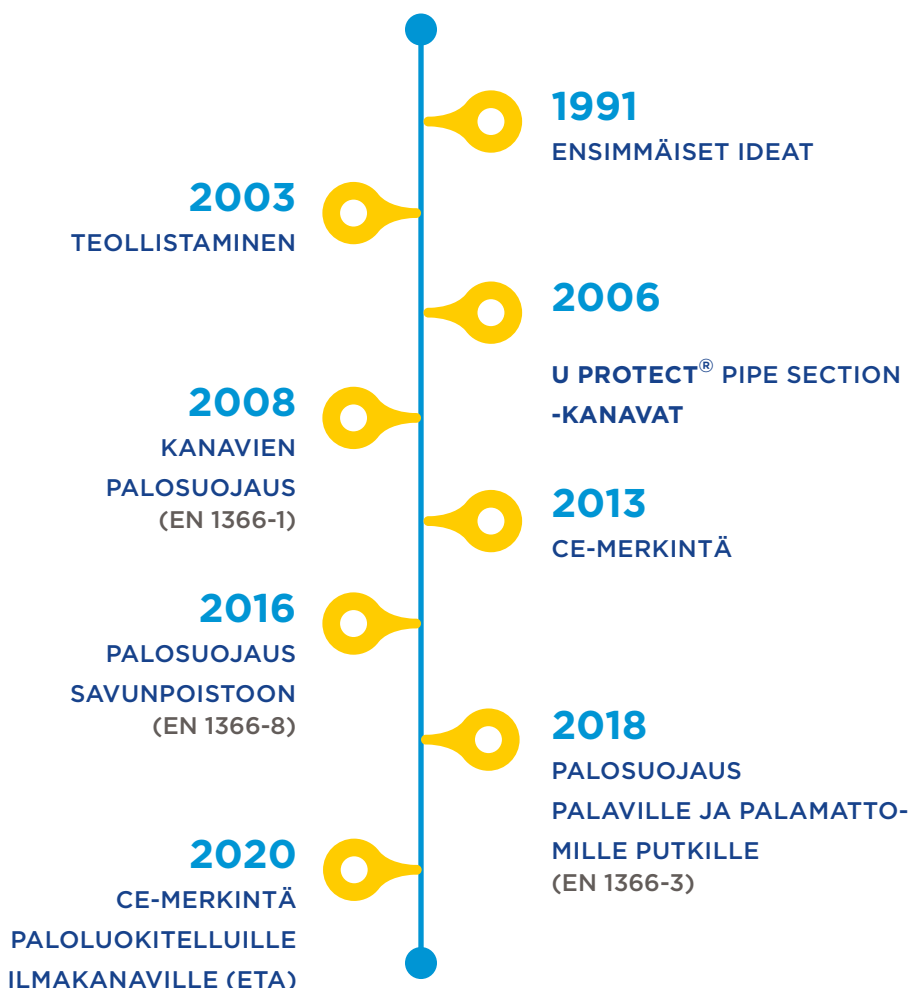 1991
ENSIMMÄISET IDEAT
2003
TEOLLISTAMINEN
2006
U PROTECT® PIPE SECTION
-KANAVAT
2008
KANAVIEN
PALOSUOJAUS
(EN 1366-1)
2013
CE-MERKINTÄ
2016
PALOSUOJAUS
SAVUNPOISTOON
(EN 1366-8)
2018
PALOSUOJAUS
PALAVILLE JA PALAMATTO-
MILLE PUTKILLE
(EN 1366-3)
2020
CE-MERKINTÄ
PALOLUOKITELLUILLE
ILMAKANAVILLE (ETA)